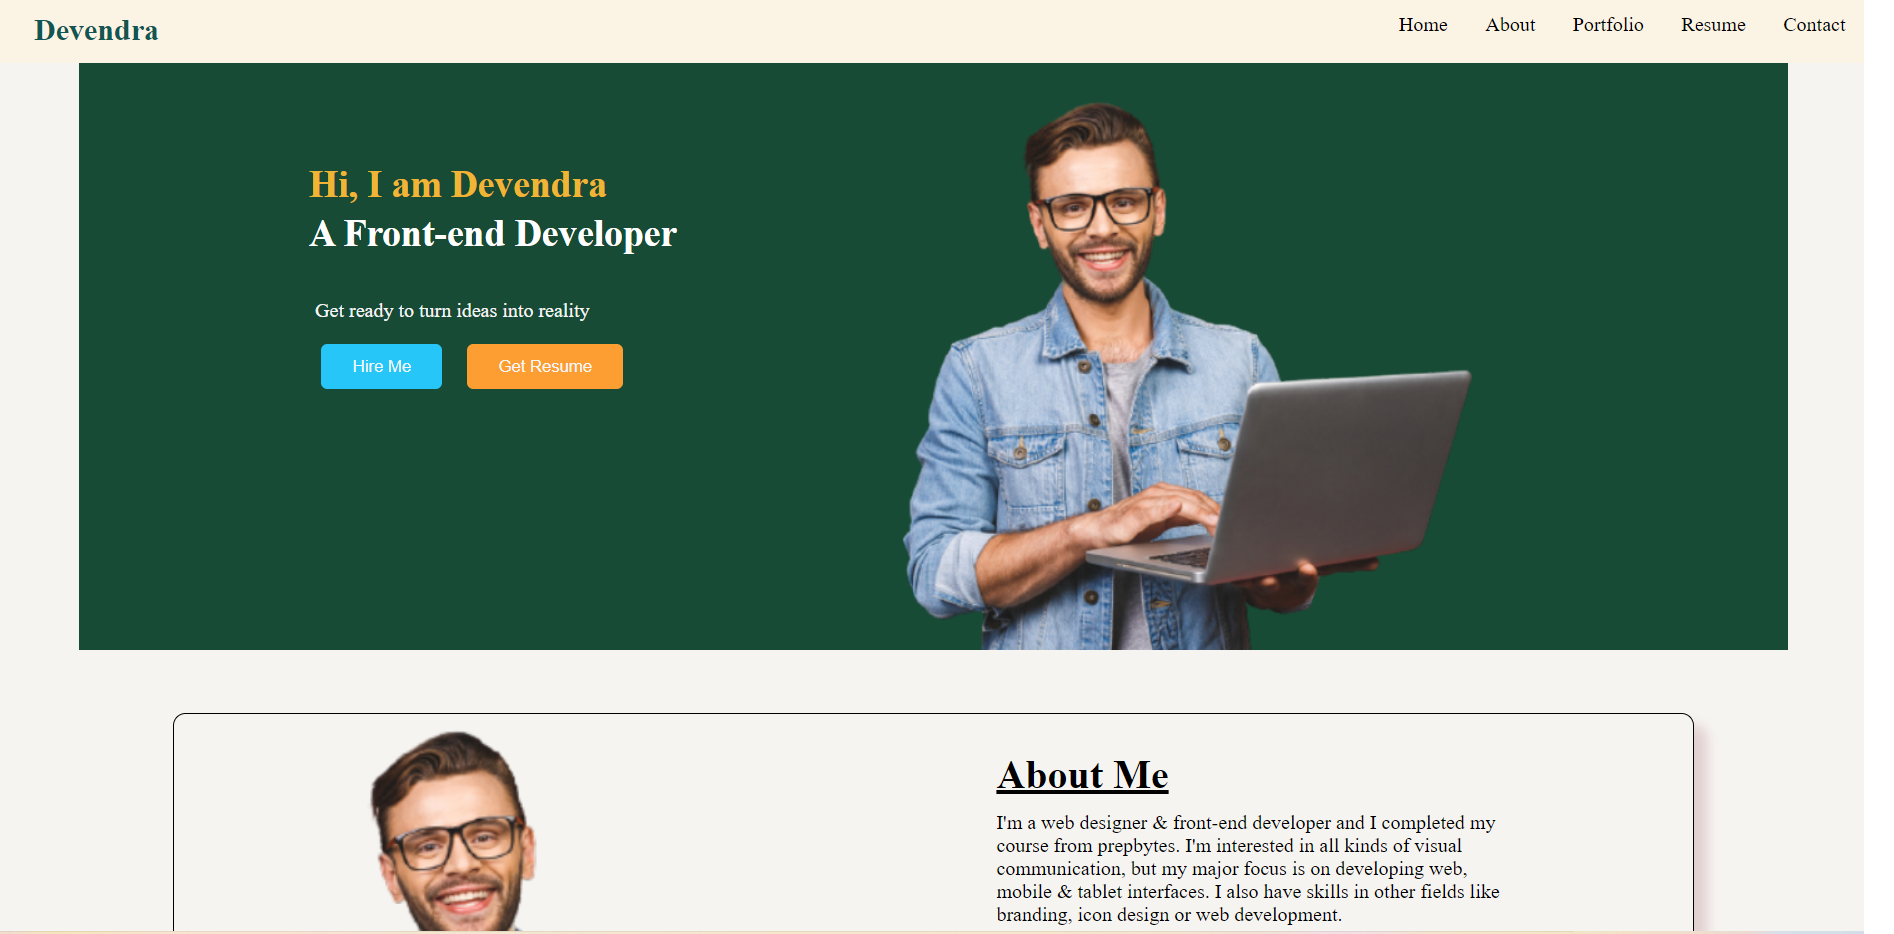 Devendra
Home About Portfolio Resume Contact
Hi, I am Devendra
A Front-end Developer
Get ready to turn ideas into reality
Hire Me Get Resume
About Me
I'm a web designer & front-end developer and I completed my
course from prepbytes. I'm interested in all kinds of visual
communication, but my major focus is on developing web,
mobile & tablet interfaces. I also have skills in other fields like
branding, icon design or web development.